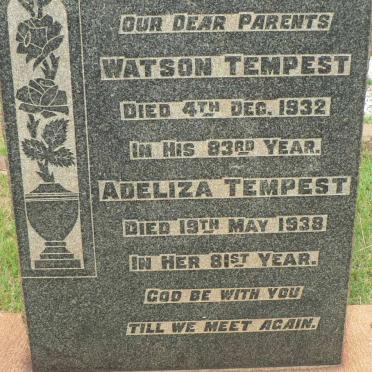 OUR DEAR PARENTS
WATSON TEMPEST
DIED 4TH DEC, 1932
IN HIS 83RD YEAR.
ADELIZA TEMPEST
DIED 19TH MAY 1938
IN HER 81ST YEAR.
GOD BE WITH YOU
TILL WE MEET AGAIN.